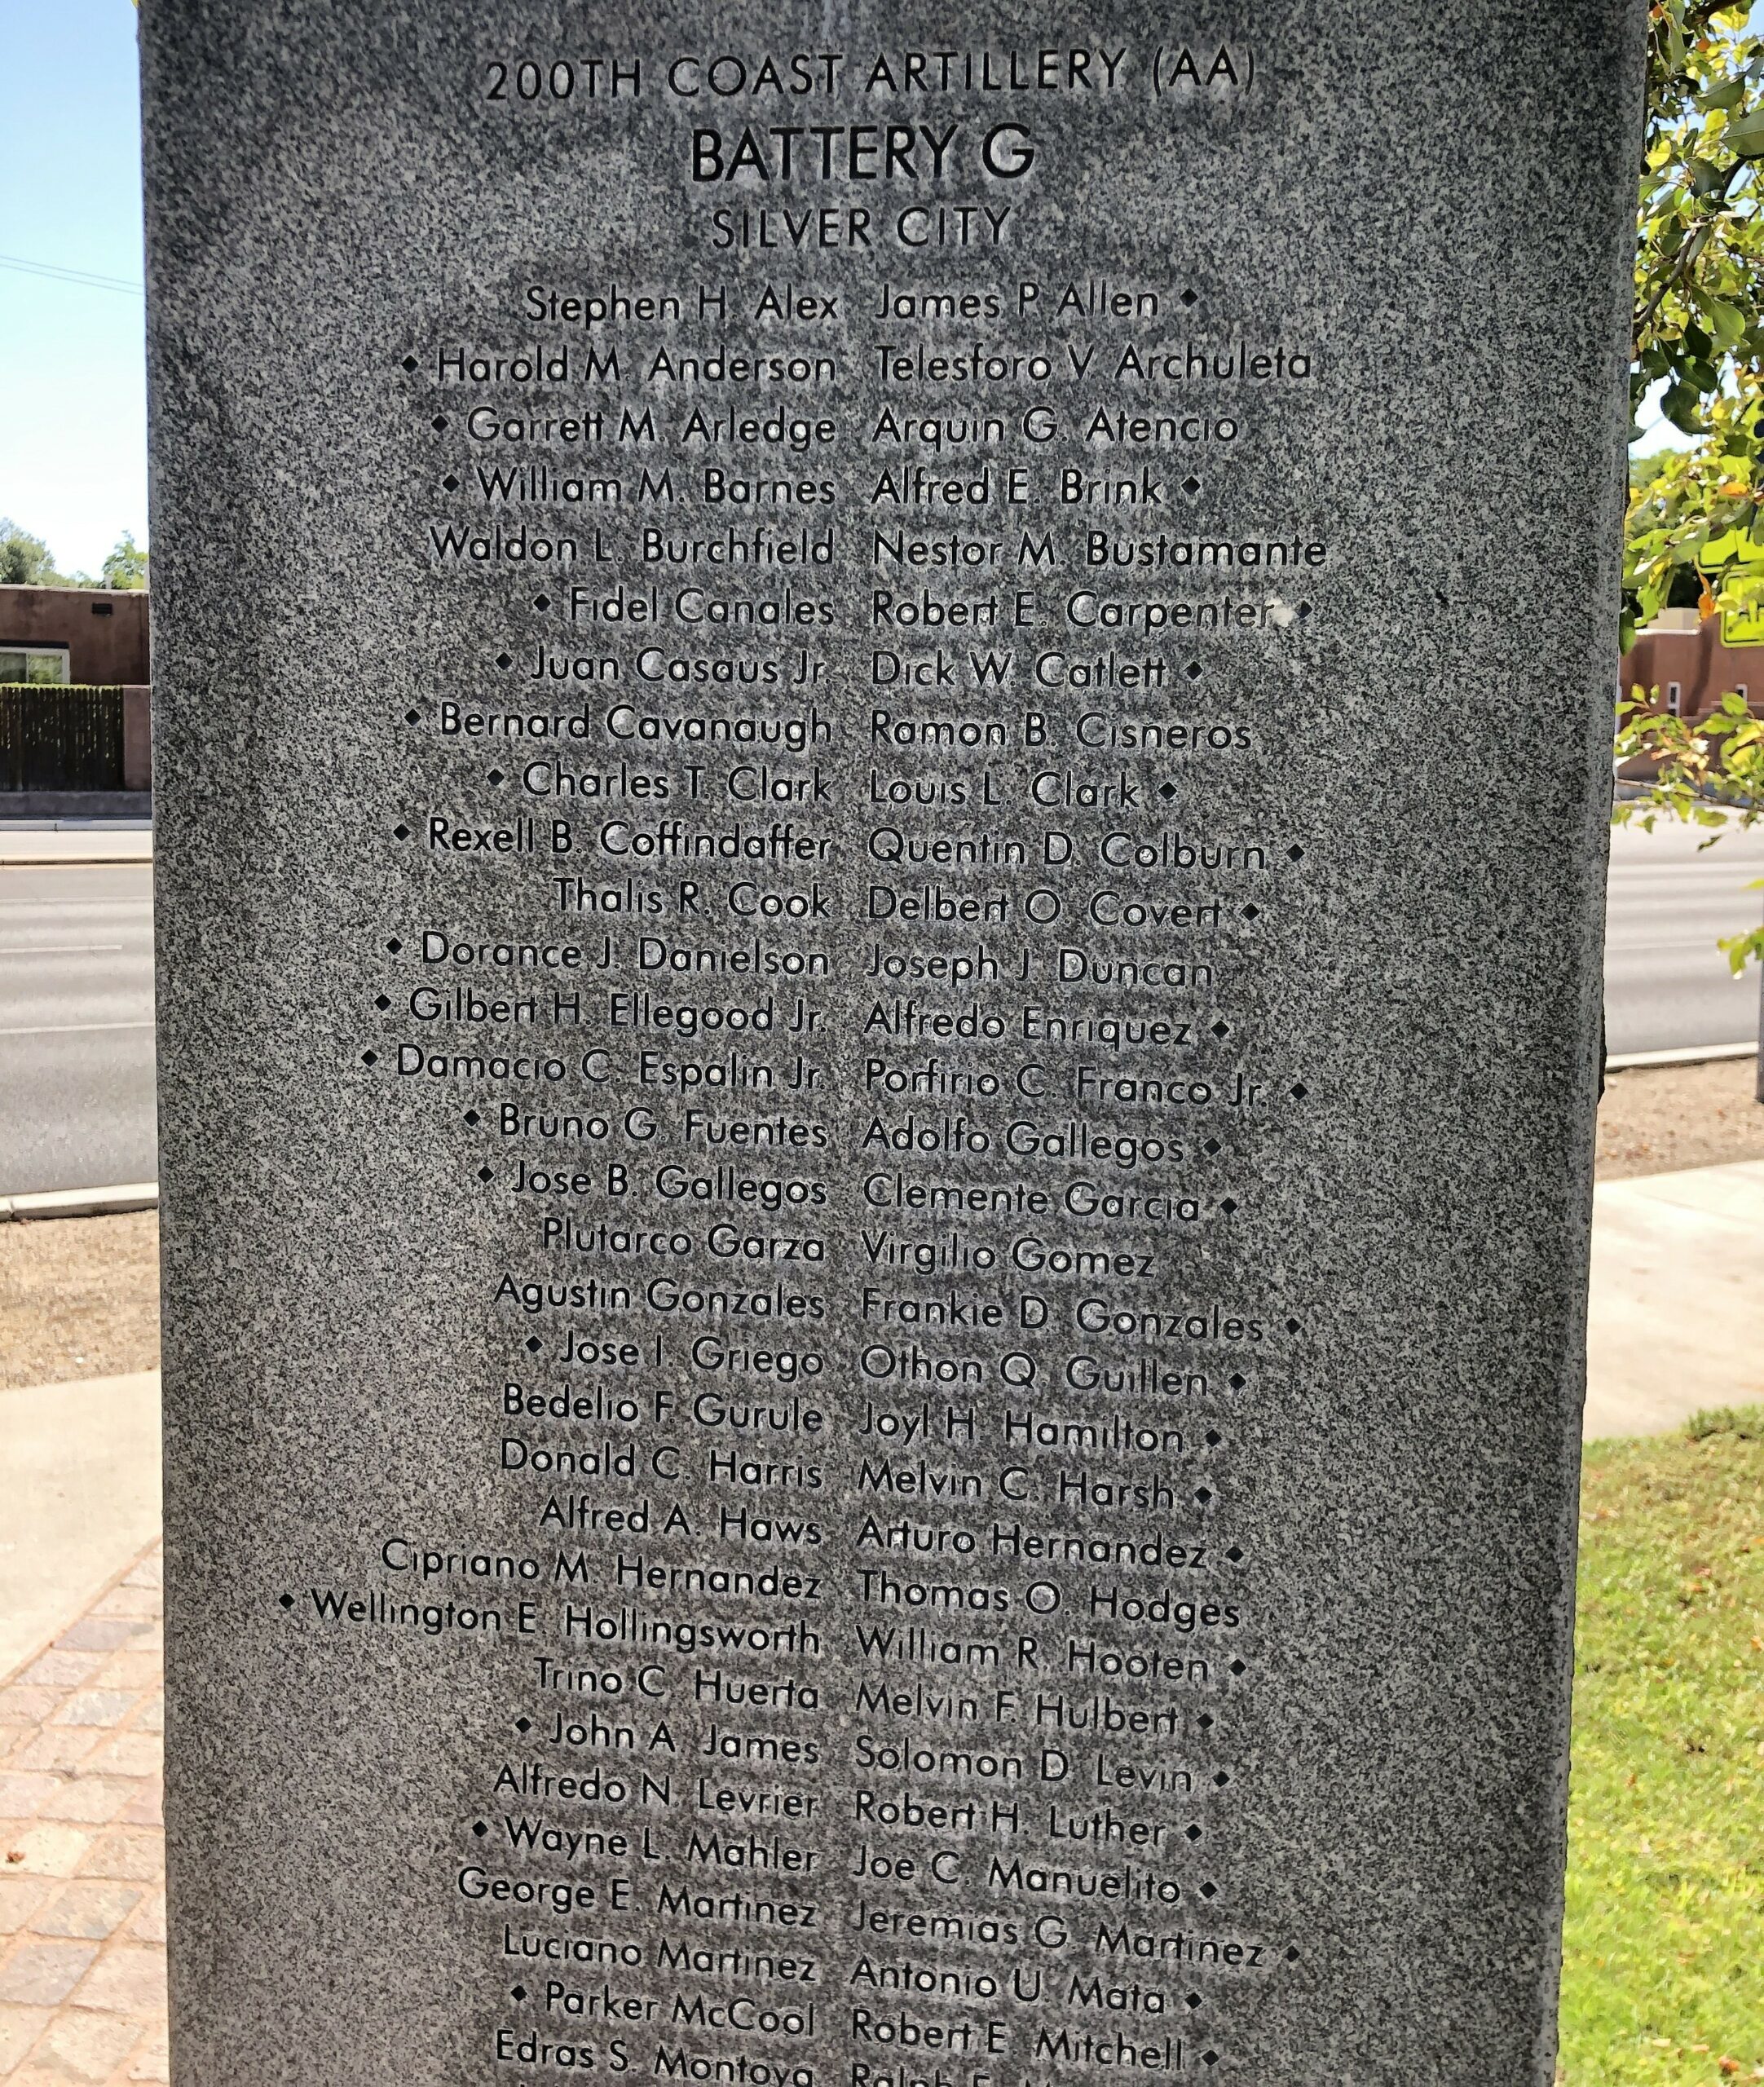 200TH COAST ARTILLERY (AA)
BATTERY G
SILVER CITY
Stephen H. Alex James P. Allen ◆
◆ Harold M. Anderson Telesforo V. Archuleta
◆ Garrett M. Arledge Arquin G. Atencio
◆ William M. Barnes Alfred E. Brink ◆
Waldon L. Burchfield Nestor M. Bustamante
◆ Fidel Canales Robert E. Carpenter ◆
◆ Juan Casaus Jr. Dick W. Catlett ◆
◆ Bernard Cavanaugh Ramon B. Cisneros
◆ Charles T. Clark Louis L. Clark ◆
◆ Rexell B. Coffindaffer Quentin D. Colburn ◆
Thalis R. Cook Delbert O. Covert ◆
◆ Dorance J. Danielson Joseph J. Duncan
◆ Gilbert H. Ellegood Jr. Alfredo Enriquez ◆
◆ Damacio C. Espalin Jr. Porfirio C. Franco Jr. ◆
◆ Bruno G. Fuentes Adolfo Gallegos ◆
◆ Jose B. Gallegos Clemente Garcia ◆
Plutarco Garza Virgilio Gomez
Agustin Gonzales Frankie D. Gonzales ◆
◆ Jose I. Griego Othon Q. Guillen ◆
Bedelio F. Gurule Joyl H. Hamilton ◆
Donald C. Harris Melvin C. Harsh ◆
Alfred A. Haws Arturo Hernandez ◆
Cipriano M. Hernandez Thomas O. Hodges
◆ Wellington E. Hollingsworth William R. Hooten ◆
Trino C. Huerta Melvin F. Hulbert ◆
◆ John A. James Solomon D. Levin ◆
Alfredo N. Levrier Robert H. Luther ◆
◆ Wayne L. Mahler Joe C. Manuelito ◆
George E. Martinez Jeremias G. Martinez ◆
Luciano Martinez Antonio U. Mata ◆
◆ Parker McCool Robert E. Mitchell ◆
Edras S. Montoya Ralph